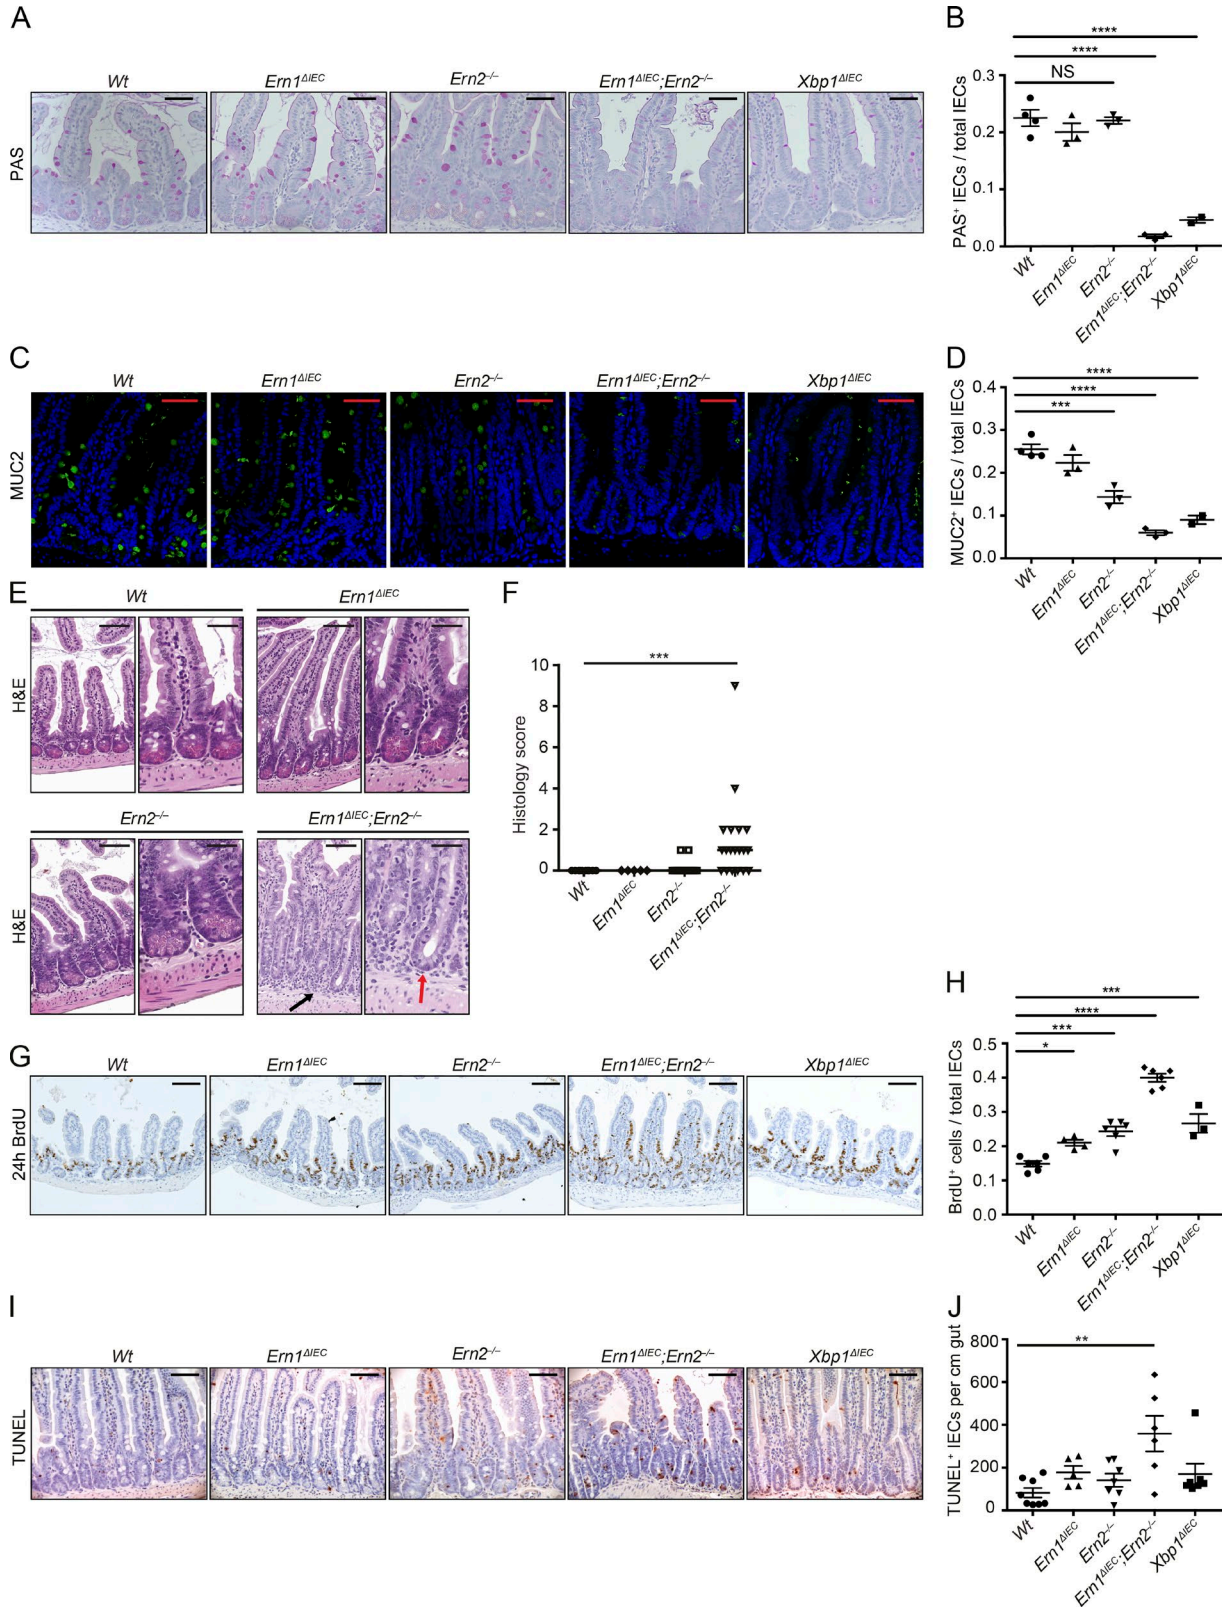 A
Wt
Ern1ΔIEC
Ern2–/–
Ern1ΔIEC;Ern2–/–
Xbp1ΔIEC
PAS
B
****
****
NS
PAS+ IECs / total IECs
0.3
0.2
0.1
0.0
Wt
Ern1ΔIEC
Ern2–/–
Ern1ΔIEC;Ern2–/–
Xbp1ΔIEC
C
Wt
Ern1ΔIEC
Ern2–/–
Ern1ΔIEC;Ern2–/–
Xbp1ΔIEC
MUC2
D
****
****
***
MUC2+ IECs / total IECs
0.4
0.3
0.2
0.1
0.0
Wt
Ern1ΔIEC
Ern2–/–
Ern1ΔIEC;Ern2–/–
Xbp1ΔIEC
E
Wt
Ern1ΔIEC
H&E
Ern2–/–
Ern1ΔIEC;Ern2–/–
H&E
F
***
Histology score
10
8
6
4
2
0
Wt
Ern1ΔIEC
Ern2–/–
Ern1ΔIEC;Ern2–/–
G
Wt
Ern1ΔIEC
Ern2–/–
Ern1ΔIEC;Ern2–/–
Xbp1ΔIEC
24h BrdU
H
***
****
***
*
BrdU+ cells / total IECs
0.5
0.4
0.3
0.2
0.1
0.0
Wt
Ern1ΔIEC
Ern2–/–
Ern1ΔIEC;Ern2–/–
Xbp1ΔIEC
I
Wt
Ern1ΔIEC
Ern2–/–
Ern1ΔIEC;Ern2–/–
Xbp1ΔIEC
TUNEL
J
**
TUNEL+ IECs per cm gut
800
600
400
200
0
Wt
Ern1ΔIEC
Ern2–/–
Ern1ΔIEC;Ern2–/–
Xbp1ΔIEC